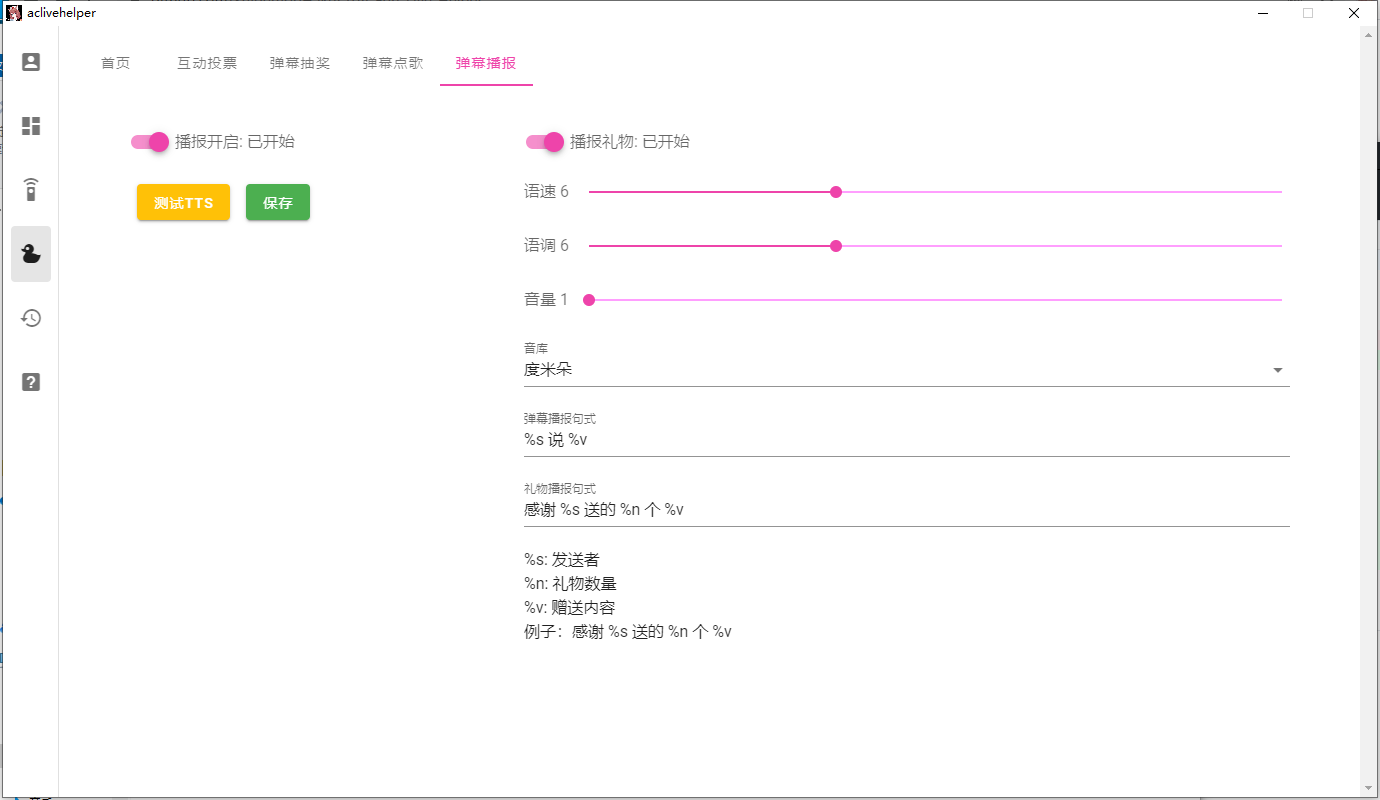 aclivehelper
首页 互动投票 弹幕抽奖 弹幕点歌 弹幕播报
播报开启: 已开始
测试TTS 保存
播报礼物: 已开始
语速 6
语调 6
音量 1
音库
度米朵
弹幕播报句式
%s 说 %v
礼物播报句式
感谢 %s 送的 %n 个 %v
%s: 发送者
%n: 礼物数量
%v: 赠送内容
例子：感谢 %s 送的 %n 个 %v